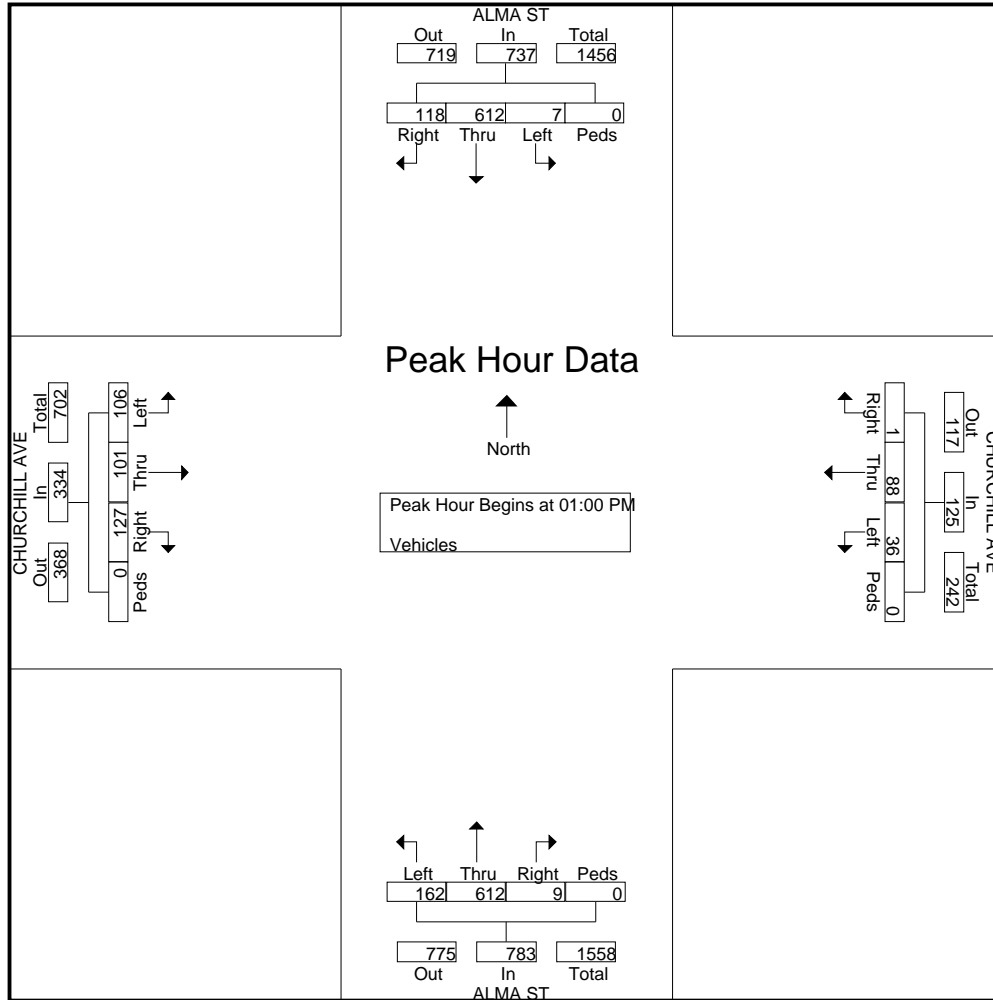 ALMA ST
Out In Total
719 737 1456
118 612 7 0
Right Thru Left Peds
Peak Hour Data
North
Peak Hour Begins at 01:00 PM
Vehicles
CHURCHILL AVE
Total In Out
702 334 368
106 101 127 0
Left Thru Right Peds
CHURCHILL AVE
Out In Total
117 125 242
1 88 36 0
Right Thru Left Peds
Left Thru Right Peds
162 612 9 0
775 783 1558
Out In Total
ALMA ST